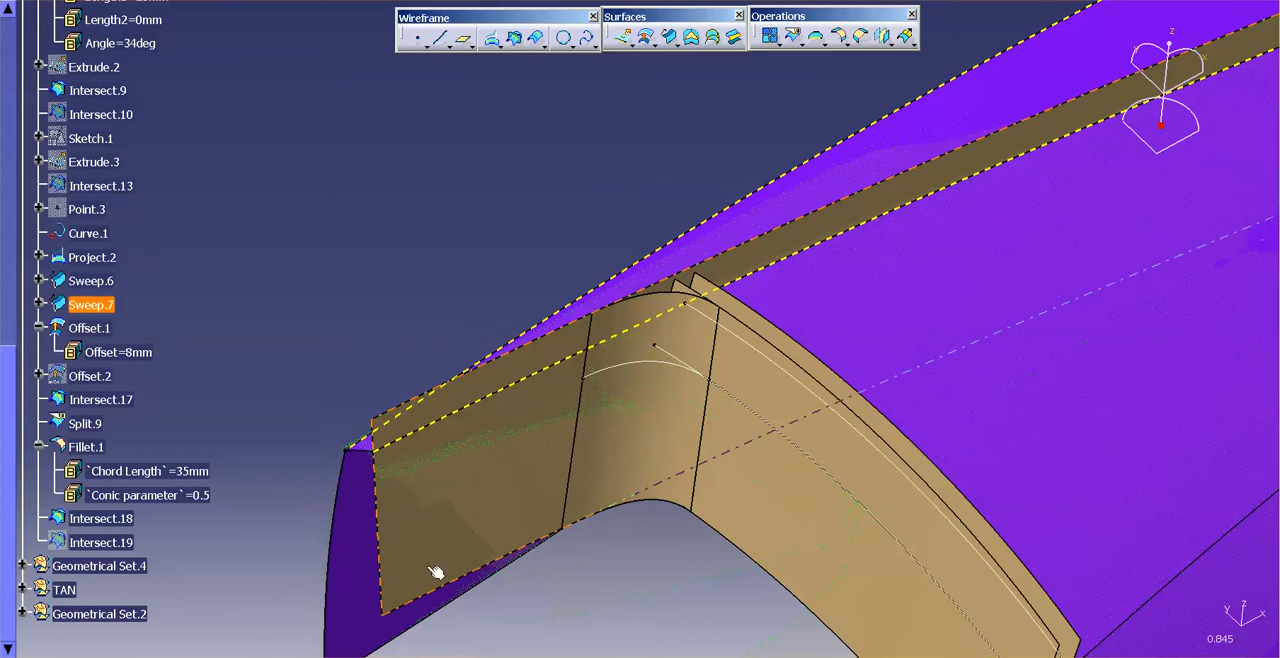 Wireframe
Surfaces
Operations
Length2=0mm
Angle=34deg
Extrude.2
Intersect.9
Intersect.10
Sketch.1
Extrude.3
Intersect.13
Point.3
Curve.1
Project.2
Sweep.6
Sweep.7
Offset.1
Offset=8mm
Offset.2
Intersect.17
Split.9
Fillet.1
`Chord Length`=35mm
`Conic parameter`=0.5
Intersect.18
Intersect.19
Geometrical Set.4
TAN
Geometrical Set.2
z
x
y
z
x
0.845